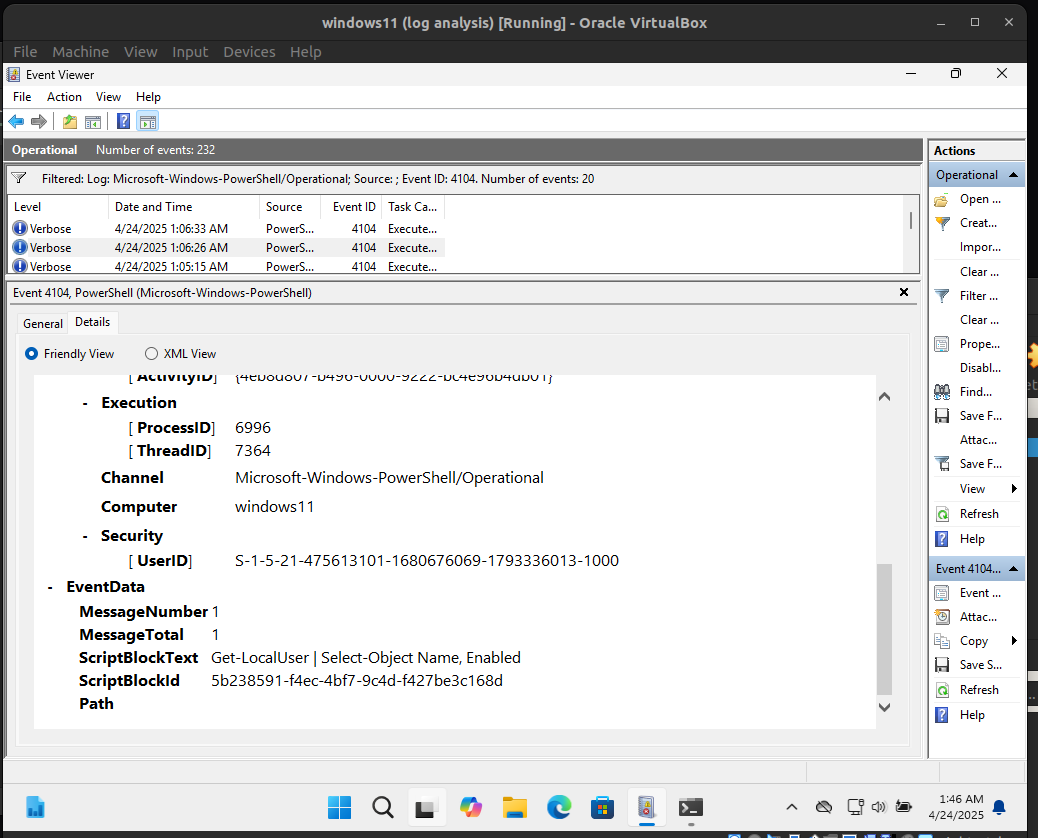 windows11 (log analysis) [Running] - Oracle VirtualBox
File Machine View Input Devices Help
Event Viewer
File Action View Help
Operational Number of events: 232
Filtered: Log: Microsoft-Windows-PowerShell/Operational; Source: ; Event ID: 4104. Number of events: 20
Level Date and Time Source Event ID Task Ca...
Verbose 4/24/2025 1:06:33 AM PowerS... 4104 Execute...
Verbose 4/24/2025 1:06:26 AM PowerS... 4104 Execute...
Verbose 4/24/2025 1:05:15 AM PowerS... 4104 Execute...
Event 4104, PowerShell (Microsoft-Windows-PowerShell)
General Details
Friendly View XML View
[ ActivityID] {4eb8d807-b496-0000-9222-bc4e96b4db01}
- Execution
[ ProcessID] 6996
[ ThreadID] 7364
Channel Microsoft-Windows-PowerShell/Operational
Computer windows11
- Security
[ UserID] S-1-5-21-475613101-1680676069-1793336013-1000
- EventData
MessageNumber 1
MessageTotal 1
ScriptBlockText Get-LocalUser | Select-Object Name, Enabled
ScriptBlockId 5b238591-f4ec-4bf7-9c4d-f427be3c168d
Path
Actions
Operational
Open ...
Creat...
Impor...
Clear ...
Filter ...
Clear ...
Prope...
Disabl...
Find...
Save F...
Attac...
Save F...
View
Refresh
Help
Event 4104...
Event ...
Attac...
Copy
Save S...
Refresh
Help
1:46 AM
4/24/2025